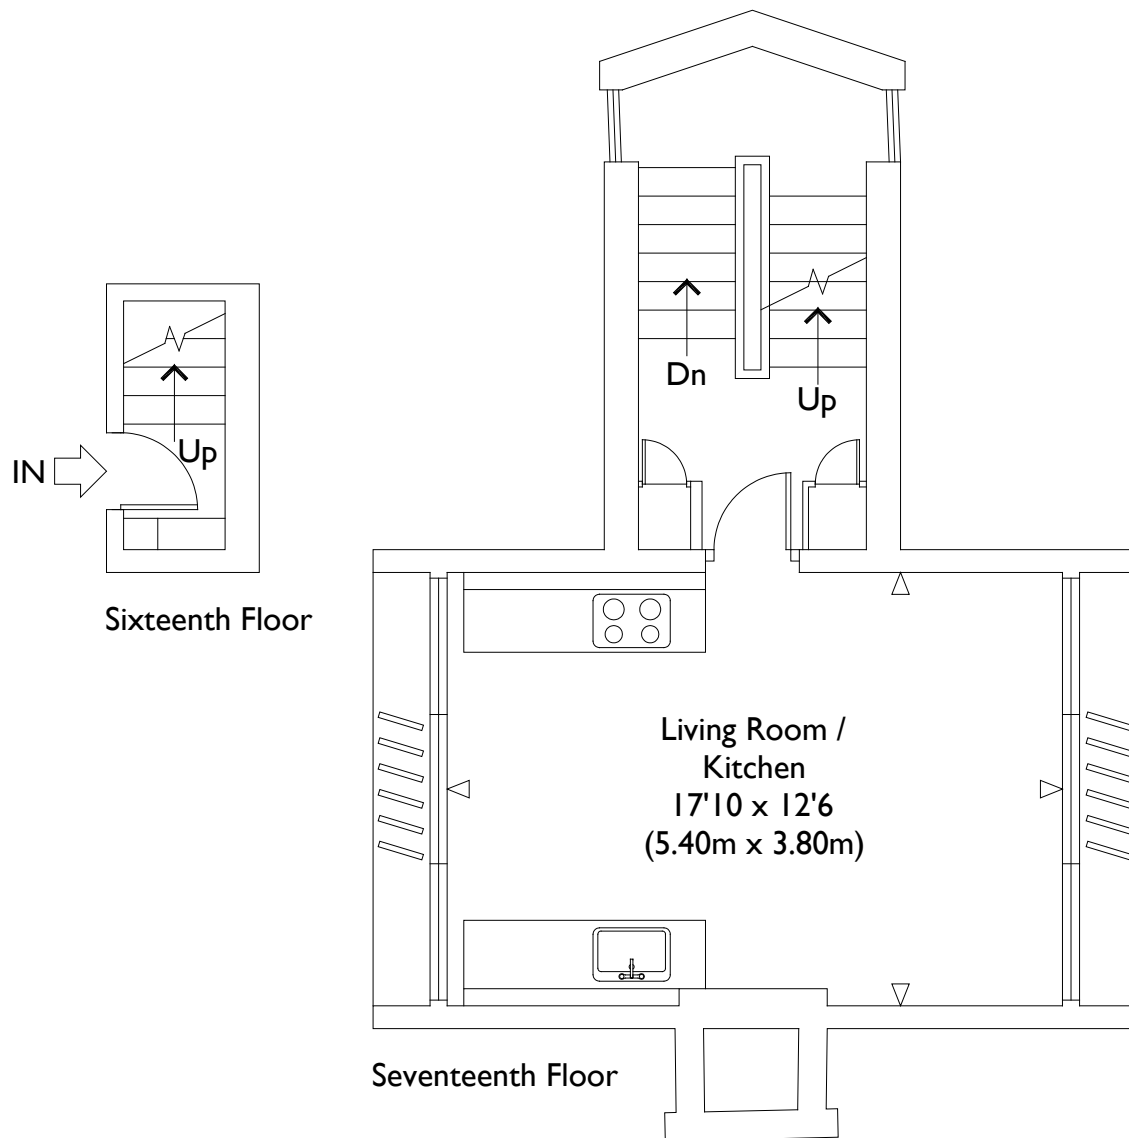 Dn
Up
Up
IN
Sixteenth Floor
Living Room /
Kitchen
17'10 x 12'6
(5.40m x 3.80m)
Seventeenth Floor